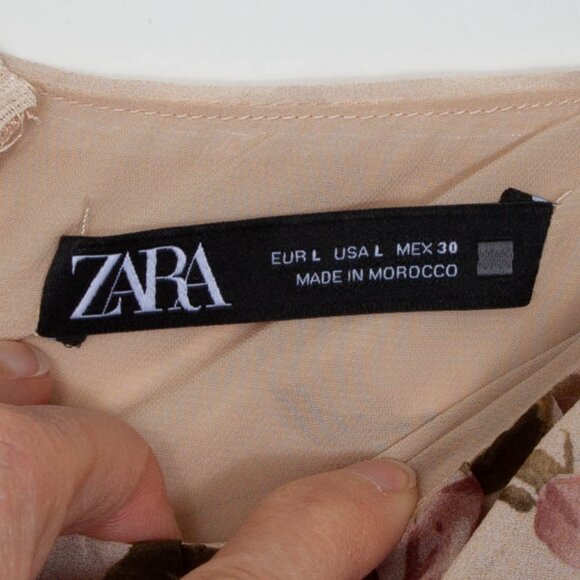 ZARA
EUR L USA L MEX 30
MADE IN MOROCCO